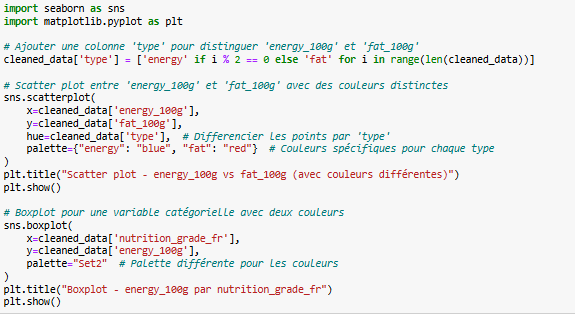 import seaborn as sns
import matplotlib.pyplot as plt
# Ajouter une colonne 'type' pour distinguer 'energy_100g' et 'fat_100g'
cleaned_data['type'] = ['energy' if i % 2 == 0 else 'fat' for i in range(len(cleaned_data))]
# Scatter plot entre 'energy_100g' et 'fat_100g' avec des couleurs distinctes
sns.scatterplot(
    x=cleaned_data['energy_100g'],
    y=cleaned_data['fat_100g'],
    hue=cleaned_data['type'],  # Differencier les points par 'type'
    palette={"energy": "blue", "fat": "red"}  # Couleurs spécifiques pour chaque type
)
plt.title("Scatter plot - energy_100g vs fat_100g (avec couleurs différentes)")
plt.show()
# Boxplot pour une variable catégorielle avec deux couleurs
sns.boxplot(
    x=cleaned_data['nutrition_grade_fr'],
    y=cleaned_data['energy_100g'],
    palette="Set2"  # Palette différente pour les couleurs
)
plt.title("Boxplot - energy_100g par nutrition_grade_fr")
plt.show()